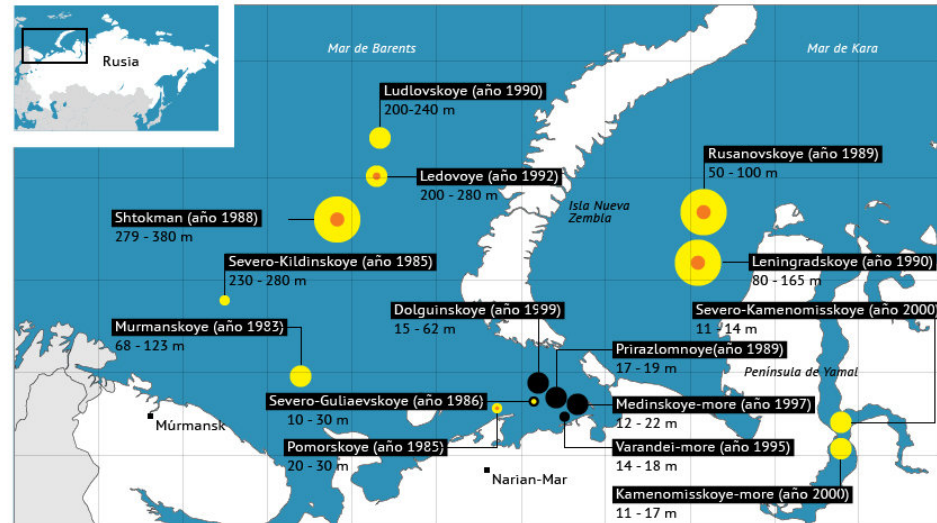 Rusia
Mar de Barents
Mar de Kara
Ludlovskoye (año 1990)
200-240 m
Rusanovskoye (año 1989)
50 - 100 m
Ledovoye (año 1992)
200 - 280 m
Isla Nueva
Zembla
Shtokman (año 1988)
279 - 380 m
Severo-Kildinskoye (año 1985)
230 - 280 m
Leningradskoye (año 1990)
80 - 165 m
Dolguinskoye (año 1999)
15 - 62 m
Severo-Kamenomisskoye (año 2000)
11 - 14 m
Murmanskoye (año 1983)
68 - 123 m
Prirazlomnoye(año 1989)
17 - 19 m
Península de Yamal
Severo-Guliaevskoye (año 1986)
10 - 30 m
Medinskoye-more (año 1997)
12 - 22 m
Múrmansk
Pomorskoye (año 1985)
20 - 30 m
Varandei-more (año 1995)
14 - 18 m
Narian-Mar
Kamenomisskoye-more (año 2000)
11 - 17 m